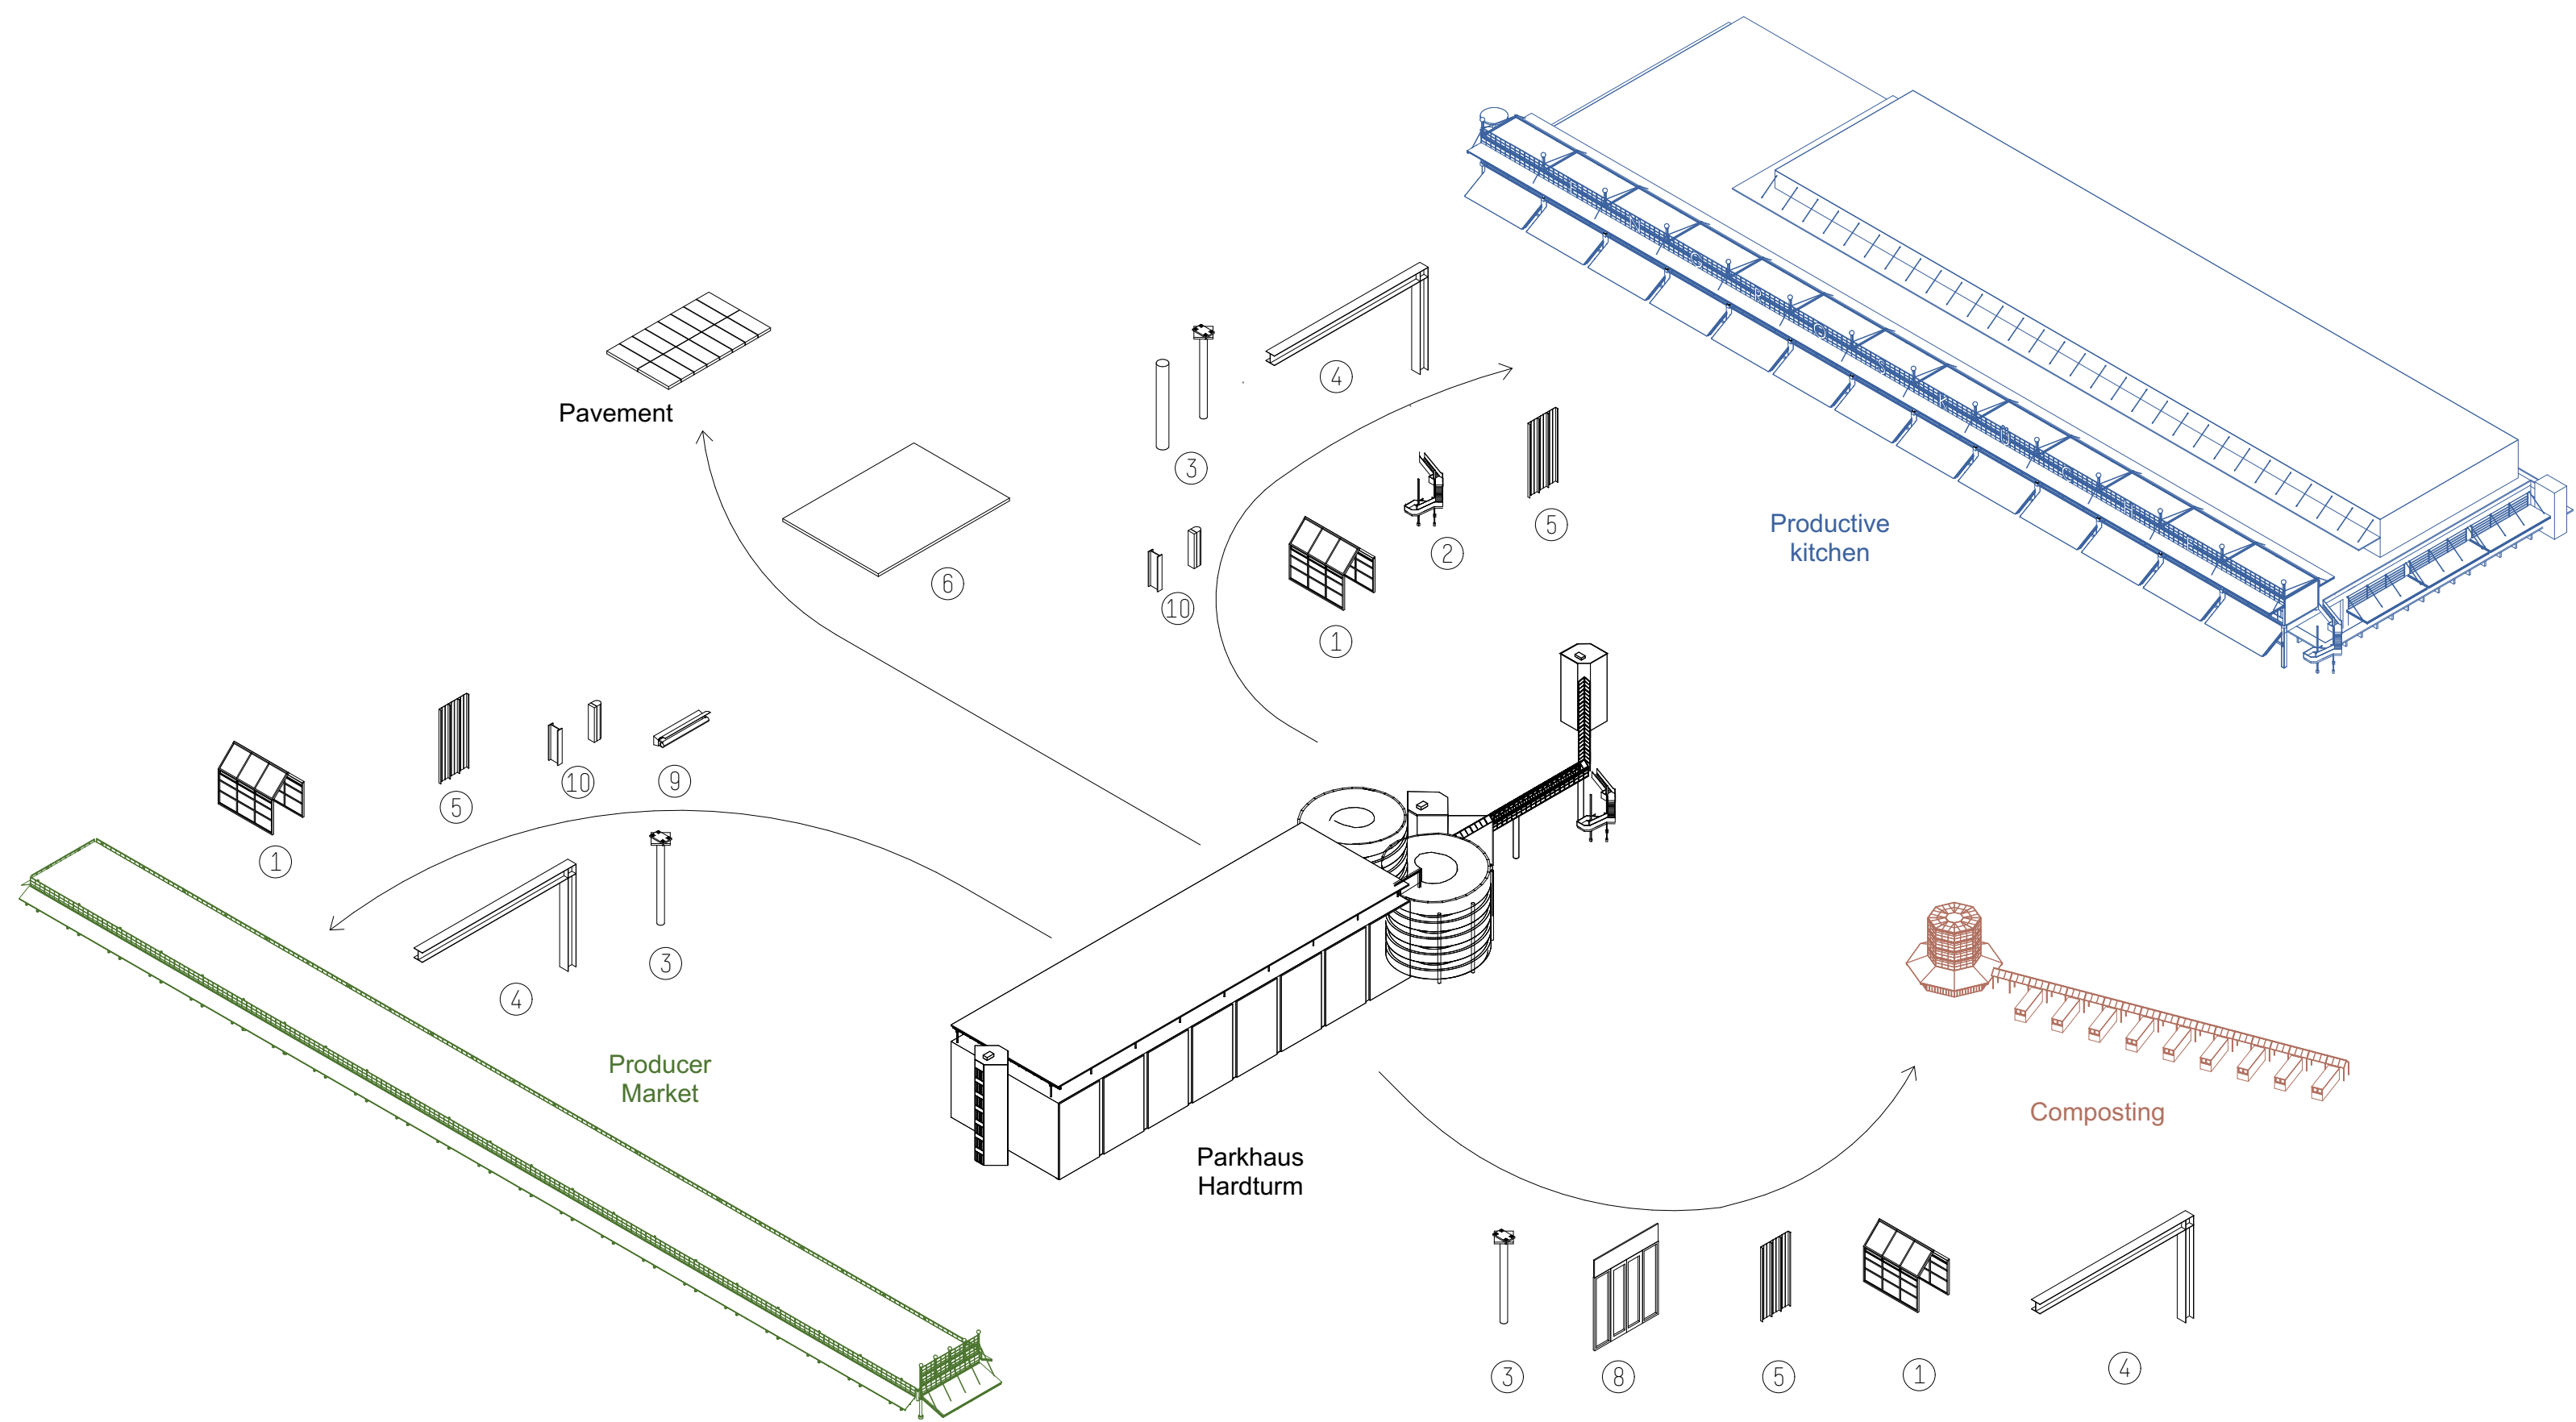 Pavement
4
3
2
5
6
10
1
Productive
kitchen
10
9
5
1
3
4
Producer
Market
Composting
Parkhaus
Hardturm
3
8
5
1
4